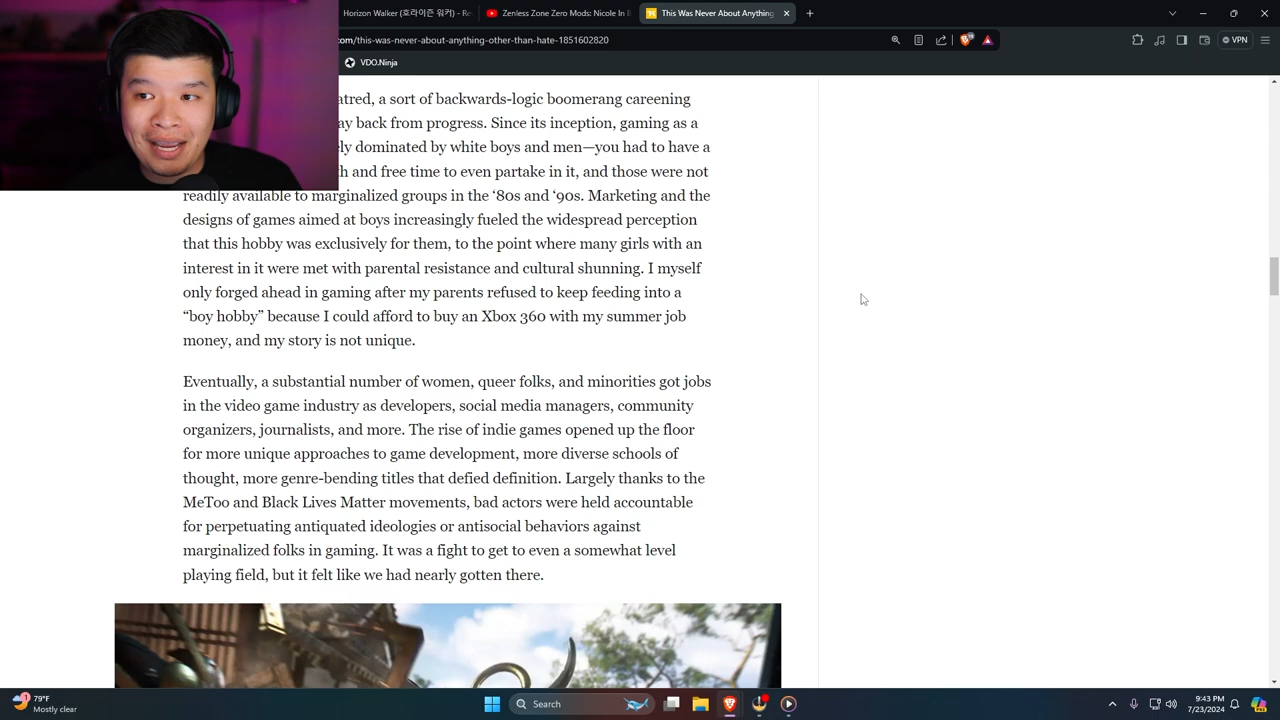 Horizon Walker (흐라이즌 워커) - Rev
Zenless Zone Zero Mods: Nicole In B
This Was Never About Anything
com/this-was-never-about-anything-other-than-hate-1851602820
VPN
VDO.Ninja
atred, a sort of backwards-logic boomerang careening
ay back from progress. Since its inception, gaming as a
ely dominated by white boys and men—you had to have a
h and free time to even partake in it, and those were not
readily available to marginalized groups in the ‘80s and ‘90s. Marketing and the
designs of games aimed at boys increasingly fueled the widespread perception
that this hobby was exclusively for them, to the point where many girls with an
interest in it were met with parental resistance and cultural shunning. I myself
only forged ahead in gaming after my parents refused to keep feeding into a
“boy hobby” because I could afford to buy an Xbox 360 with my summer job
money, and my story is not unique.
Eventually, a substantial number of women, queer folks, and minorities got jobs
in the video game industry as developers, social media managers, community
organizers, journalists, and more. The rise of indie games opened up the floor
for more unique approaches to game development, more diverse schools of
thought, more genre-bending titles that defied definition. Largely thanks to the
MeToo and Black Lives Matter movements, bad actors were held accountable
for perpetuating antiquated ideologies or antisocial behaviors against
marginalized folks in gaming. It was a fight to get to even a somewhat level
playing field, but it felt like we had nearly gotten there.
79°F
Mostly clear
Search
9:43 PM
7/23/2024